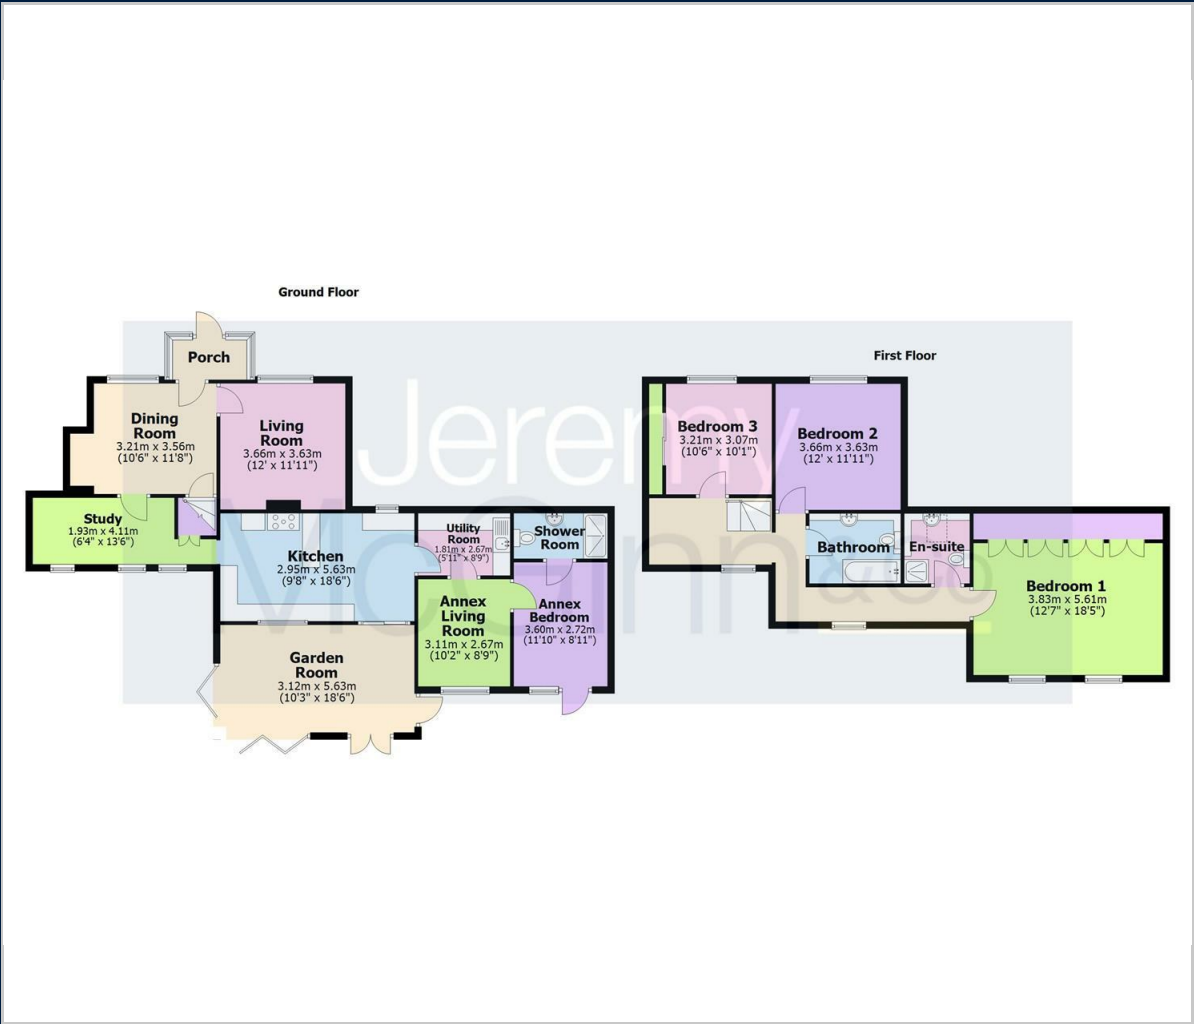 Ground Floor
Porch
Dining
Room
3.21m x 3.56m
(10'6" x 11'8")
Living
Room
3.66m x 3.63m
(12' x 11'11")
Study
1.93m x 4.11m
(6'4" x 13'6")
Kitchen
2.95m x 5.63m
(9'8" x 18'6")
Utility
Room
1.81m x 2.67m
(5'11" x 8'9")
Shower
Room
Annex
Living
Room
3.11m x 2.67m
(10'2" x 8'9")
Annex
Bedroom
3.60m x 2.72m
(11'10" x 8'11")
Garden
Room
3.12m x 5.63m
(10'3" x 18'6")
First Floor
Bedroom 3
3.21m x 3.07m
(10'6" x 10'1")
Bedroom 2
3.66m x 3.63m
(12' x 11'11")
Bathroom
En-suite
Bedroom 1
3.83m x 5.61m
(12'7" x 18'5")
Jeremy
McGinn & Co